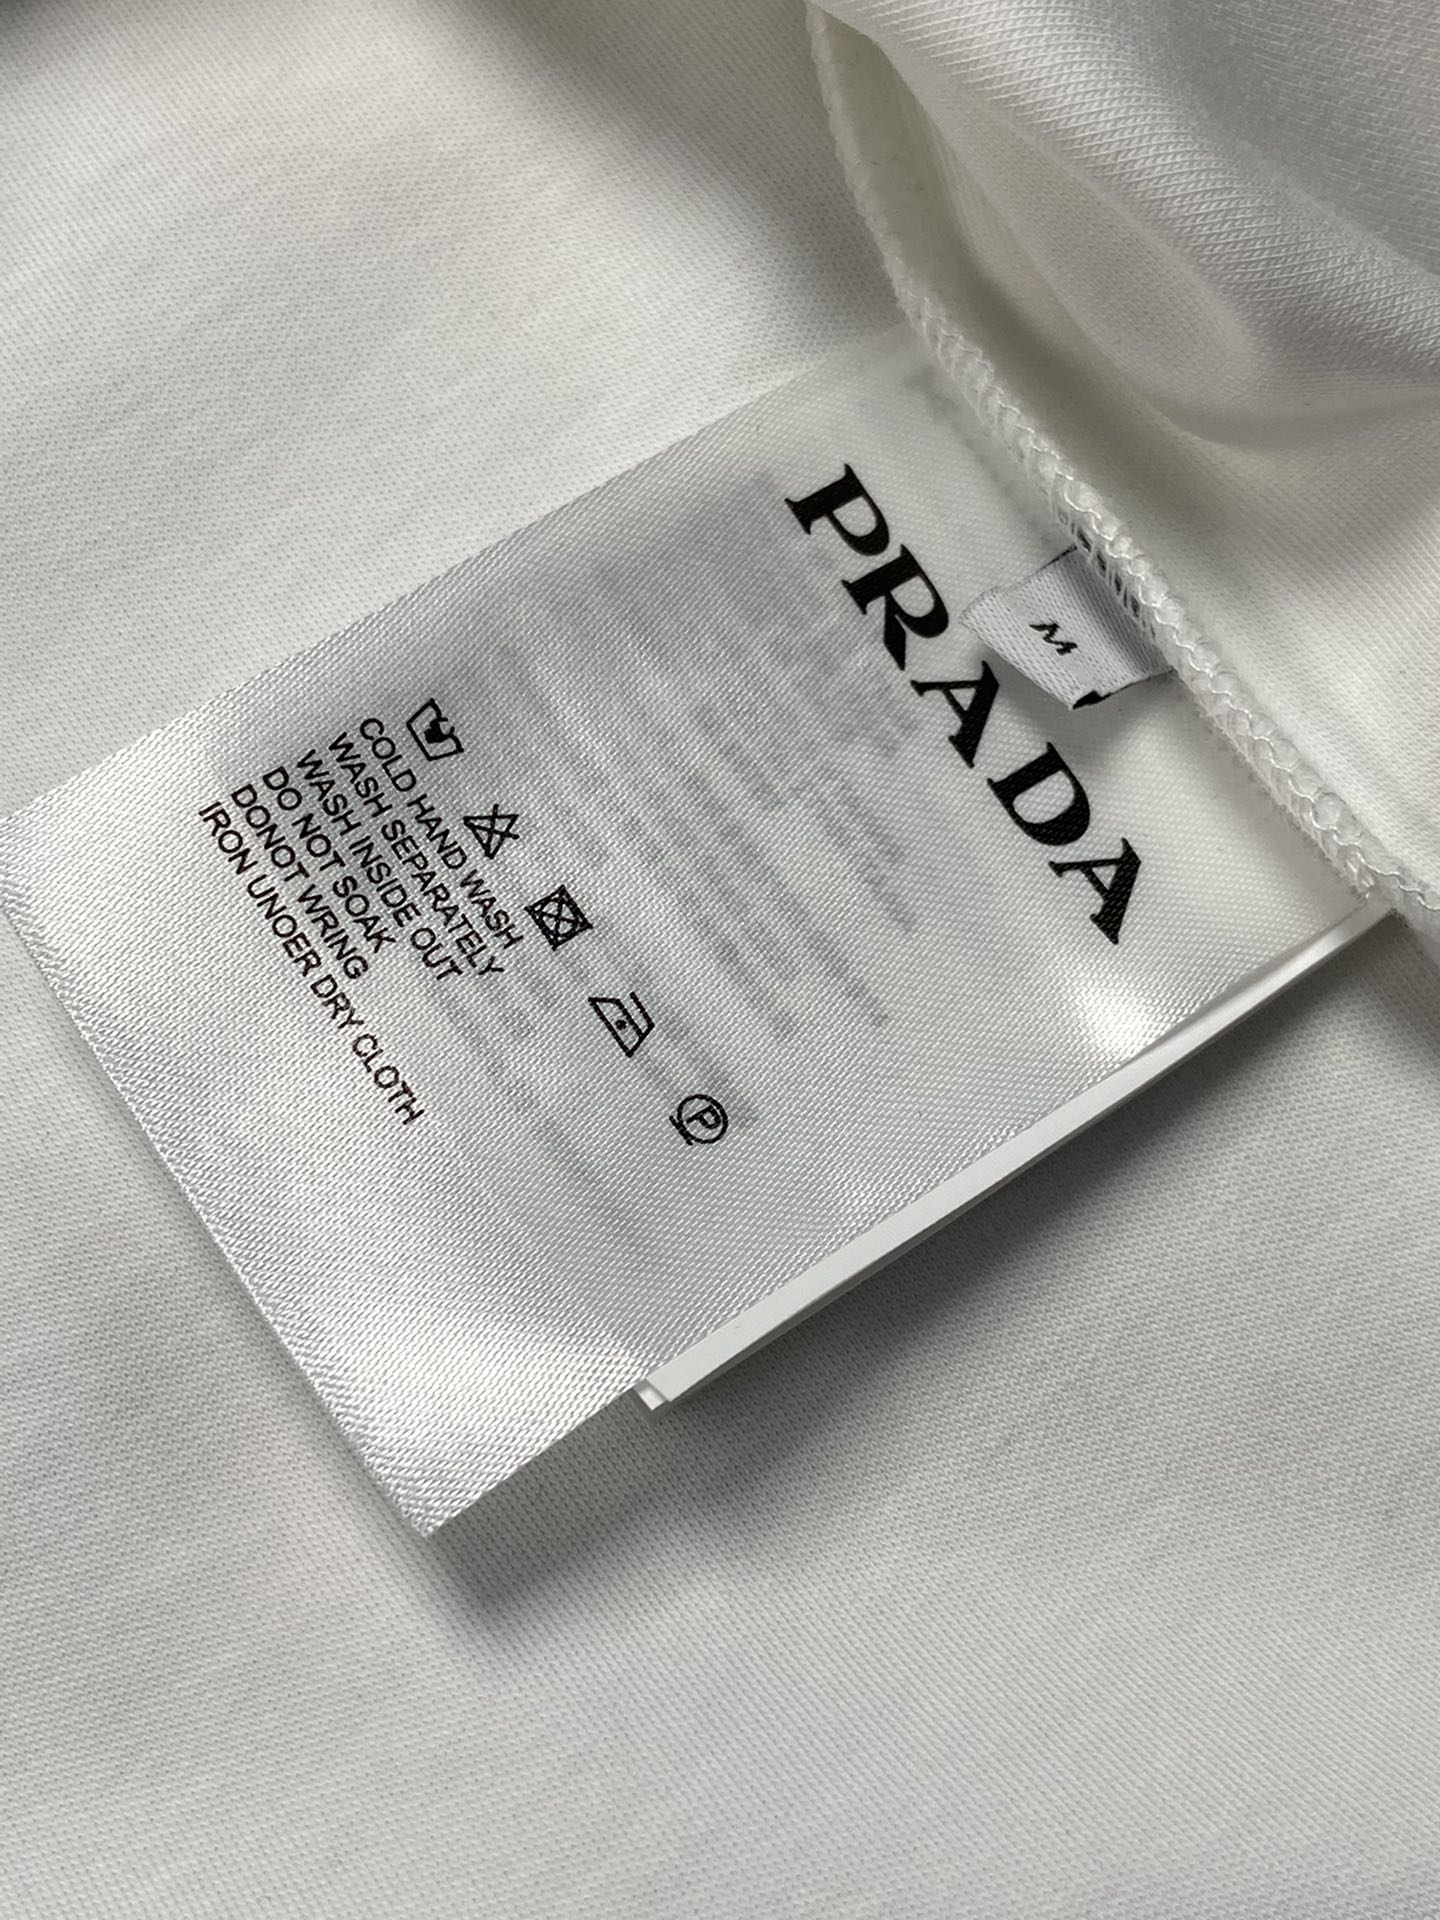 PRADA
M
P
COLD HAND WASH
WASH SEPARATELY
WASH INSIDE OUT
DO NOT SOAK
DONOT WRING
IRON UNOER DRY CLOTH